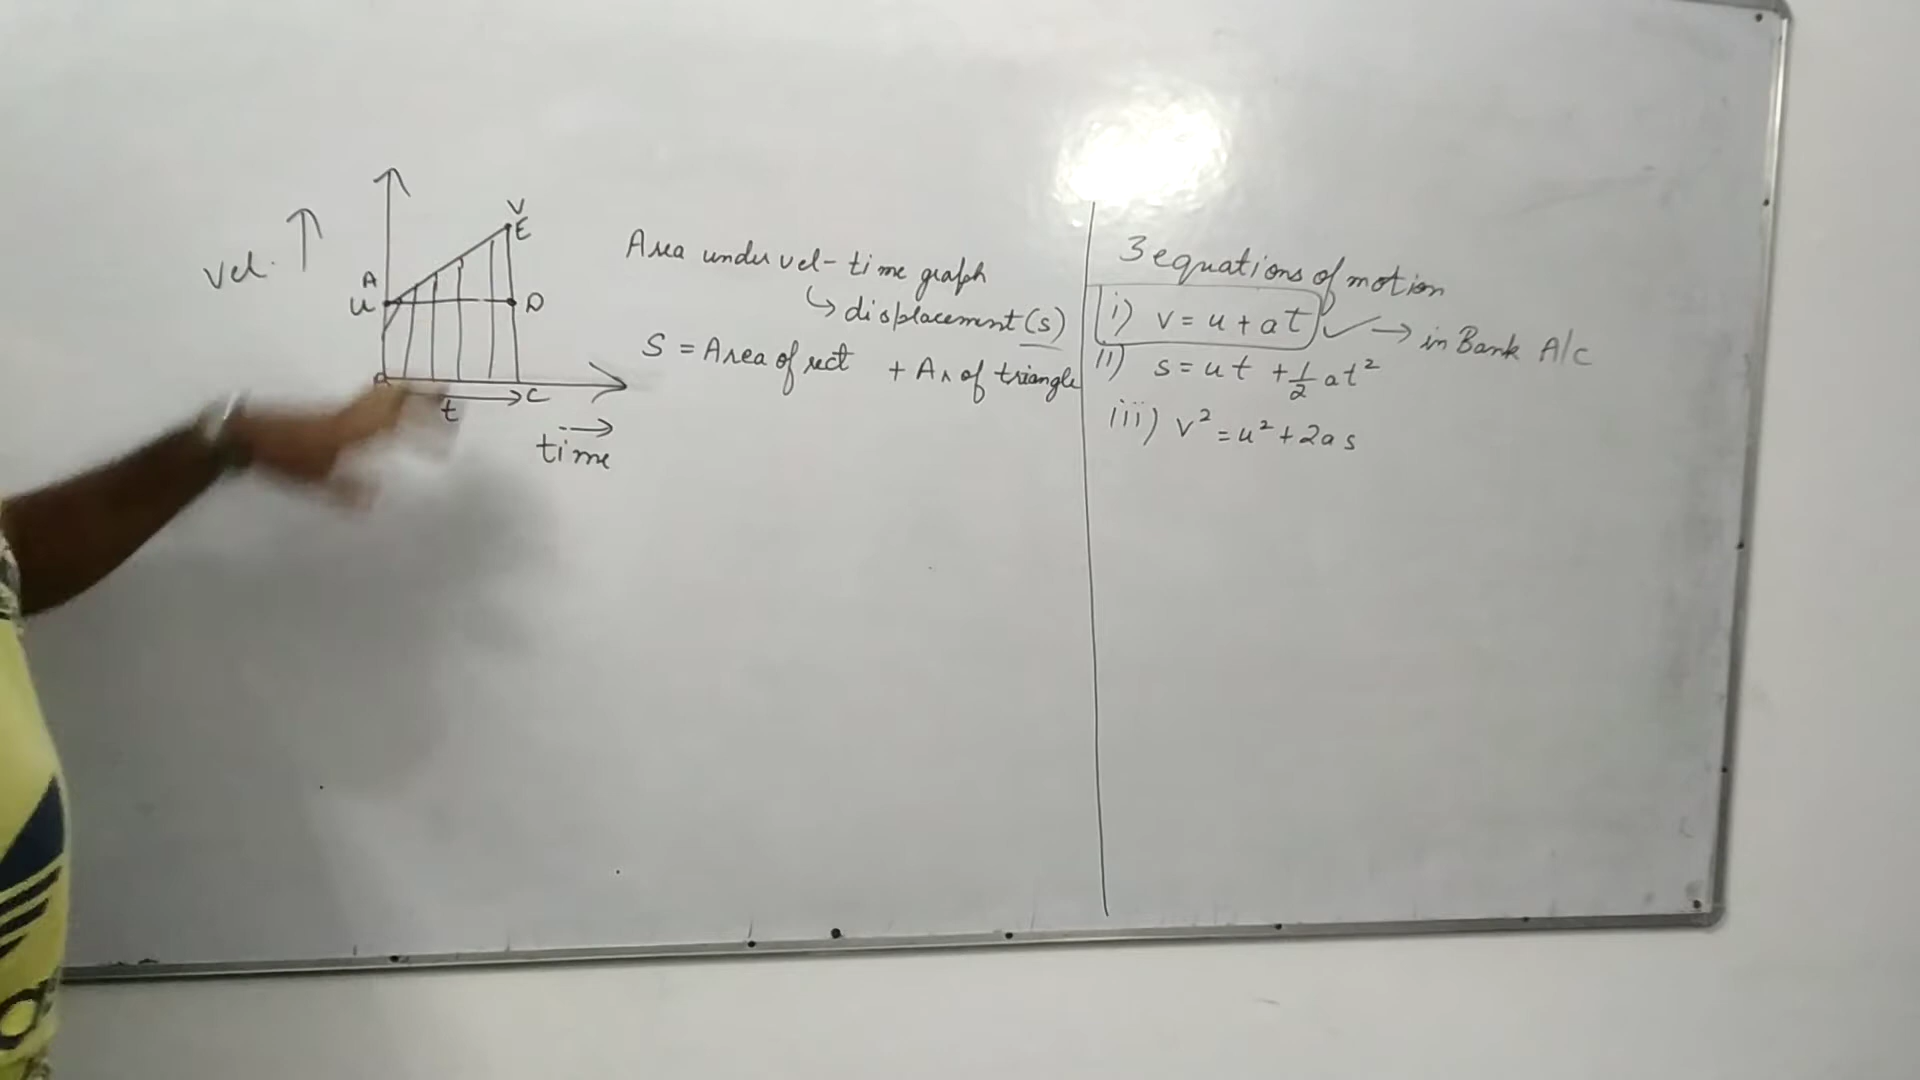 vel.
A
u
V
E
D
C
t
time
Area under vel-time graph
↳ displacement (s)
S = Area of rect + Ar of triangle
3 equations of motion
i) v = u + at ✓ → in Bank A/c
ii) s = ut + 1/2 at²
iii) v² = u² + 2as